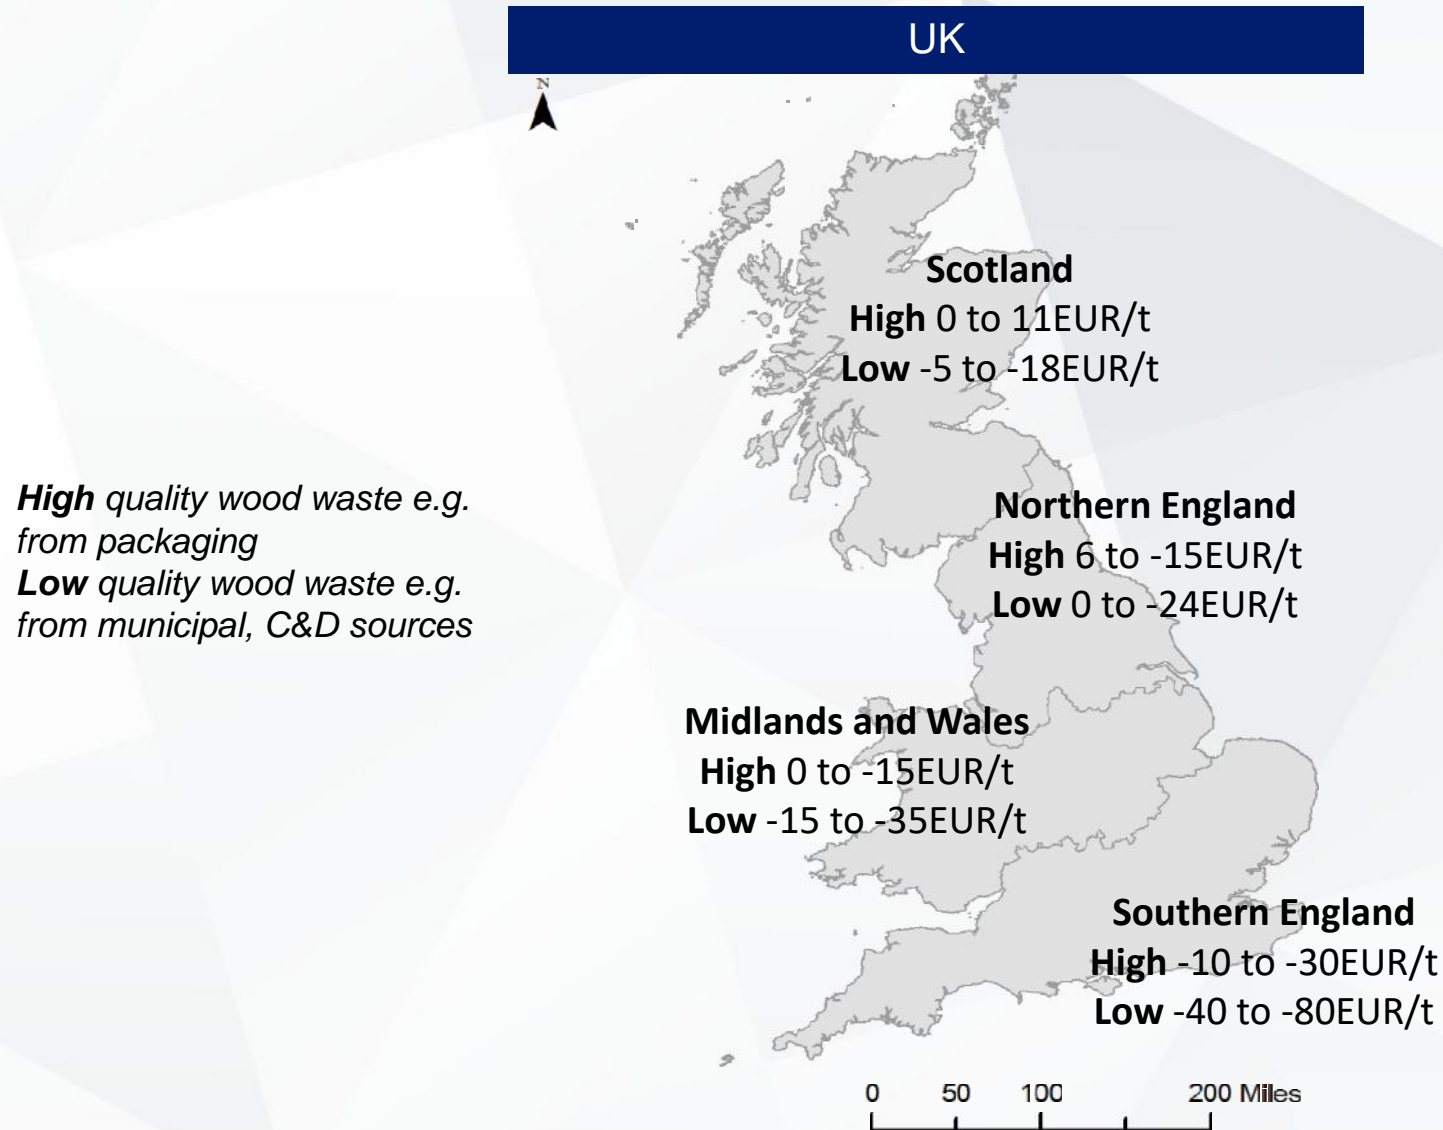 UK
N
Scotland
High 0 to 11EUR/t
Low -5 to -18EUR/t
High quality wood waste e.g.
from packaging
Low quality wood waste e.g.
from municipal, C&D sources
Northern England
High 6 to -15EUR/t
Low 0 to -24EUR/t
Midlands and Wales
High 0 to -15EUR/t
Low -15 to -35EUR/t
Southern England
High -10 to -30EUR/t
Low -40 to -80EUR/t
0 50 100 200 Miles